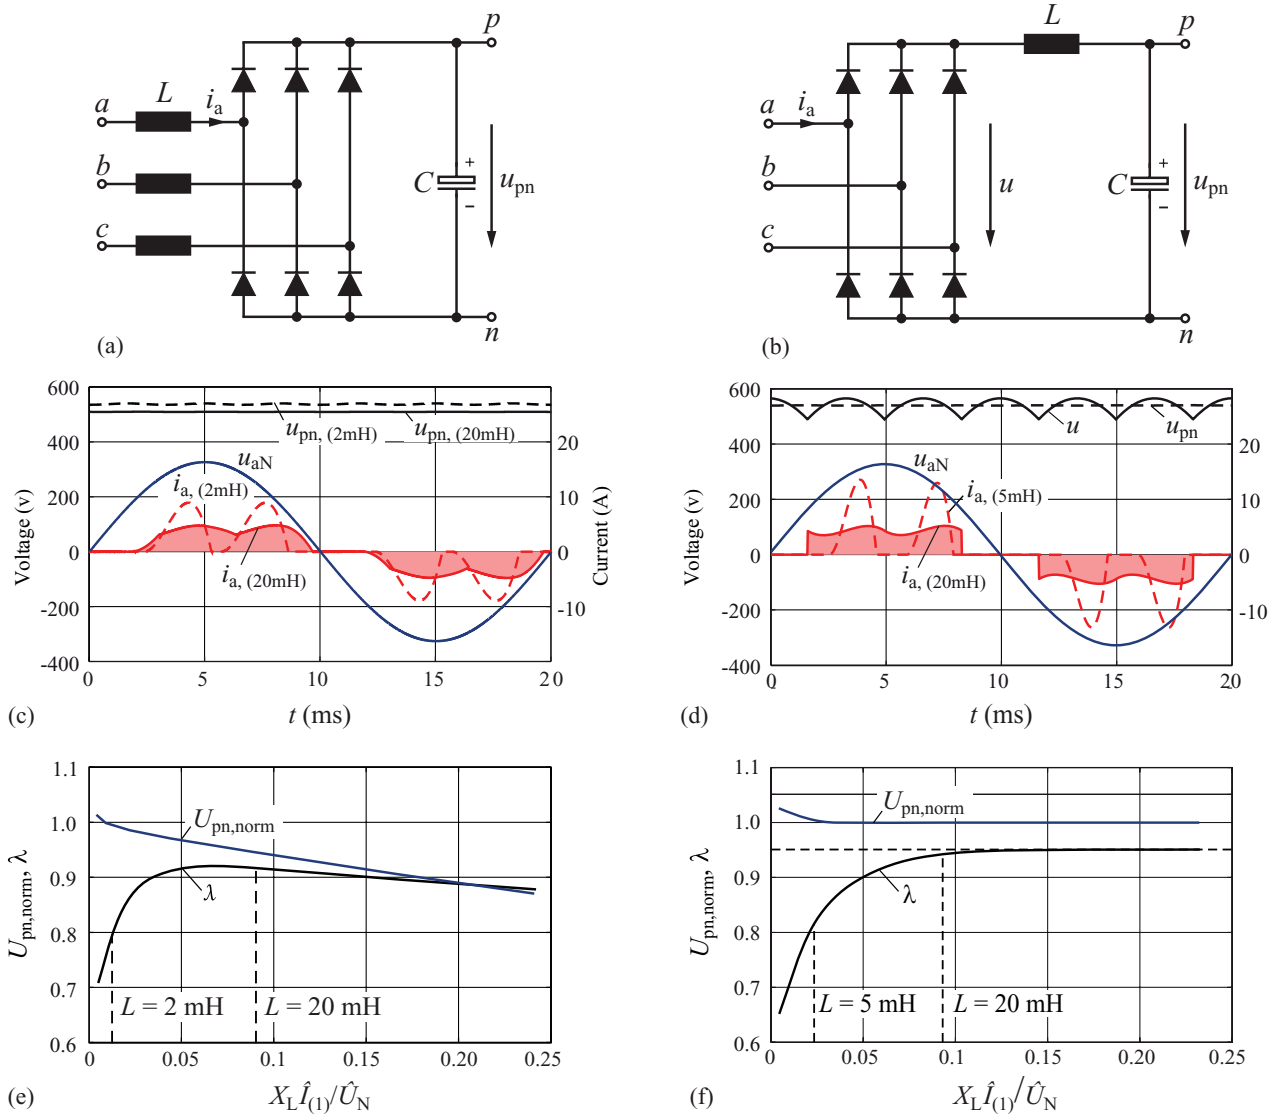 p
L
i_a
a
b
c
C
+
–
u_pn
n
(a)
L
p
a
i_a
b
c
u
C
+
–
u_pn
n
(b)
600
400
200
0
-200
-400
Voltage (v)
u_pn, (2mH)
u_pn, (20mH)
u_aN
i_a, (2mH)
i_a, (20mH)
20
10
0
-10
Current (A)
0 5 10 15 20
(c)
t (ms)
600
400
200
0
-200
-400
Voltage (v)
u
u_pn
u_aN
i_a, (5mH)
i_a, (20mH)
20
10
0
-10
0 5 10 15 20
(d)
t (ms)
1.1
1.0
0.9
0.8
0.7
0.6
U_pn,norm, λ
U_pn,norm
λ
L = 2 mH
L = 20 mH
0 0.05 0.1 0.15 0.20 0.25
(e)
X_L Î_(1)/Û_N
1.1
1.0
0.9
0.8
0.7
0.6
U_pn,norm, λ
U_pn,norm
λ
L = 5 mH
L = 20 mH
0 0.05 0.1 0.15 0.20 0.25
(f)
X_L Î_(1)/Û_N